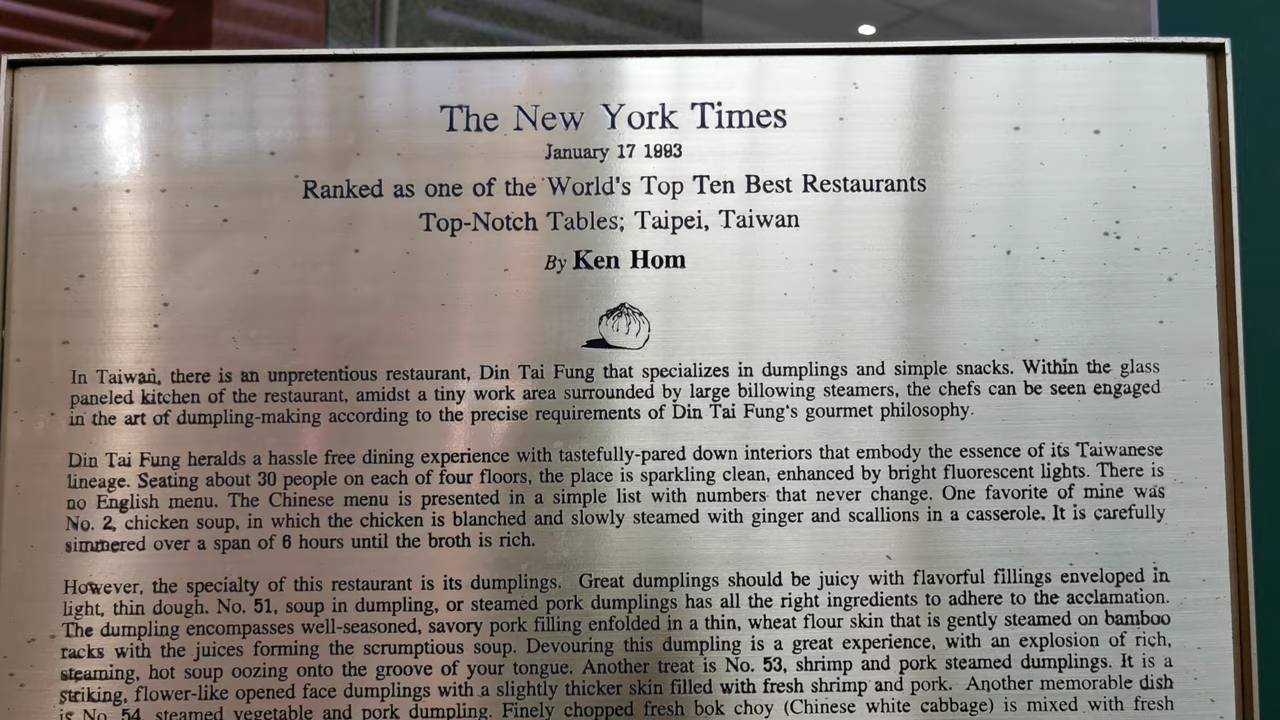 The New York Times
January 17 1993
Ranked as one of the World's Top Ten Best Restaurants
Top-Notch Tables; Taipei, Taiwan
By Ken Hom
In Taiwan, there is an unpretentious restaurant, Din Tai Fung that specializes in dumplings and simple snacks. Within the glass
paneled kitchen of the restaurant, amidst a tiny work area surrounded by large billowing steamers, the chefs can be seen engaged
in the art of dumpling-making according to the precise requirements of Din Tai Fung's gourmet philosophy.
Din Tai Fung heralds a hassle free dining experience with tastefully-pared down interiors that embody the essence of its Taiwanese
lineage. Seating about 30 people on each of four floors, the place is sparkling clean, enhanced by bright fluorescent lights. There is
no English menu. The Chinese menu is presented in a simple list with numbers that never change. One favorite of mine was
No. 2, chicken soup, in which the chicken is blanched and slowly steamed with ginger and scallions in a casserole. It is carefully
simmered over a span of 6 hours until the broth is rich.
However, the specialty of this restaurant is its dumplings. Great dumplings should be juicy with flavorful fillings enveloped in
light, thin dough. No. 51, soup in dumpling, or steamed pork dumplings has all the right ingredients to adhere to the acclamation.
The dumpling encompasses well-seasoned, savory pork filling enfolded in a thin, wheat flour skin that is gently steamed on bamboo
racks with the juices forming the scrumptious soup. Devouring this dumpling is a great experience, with an explosion of rich,
steaming, hot soup oozing onto the groove of your tongue. Another treat is No. 53, shrimp and pork steamed dumplings. It is a
striking, flower-like opened face dumplings with a slightly thicker skin filled with fresh shrimp and pork. Another memorable dish
is No. 54, steamed vegetable and pork dumpling. Finely chopped fresh bok choy (Chinese white cabbage) is mixed with fresh